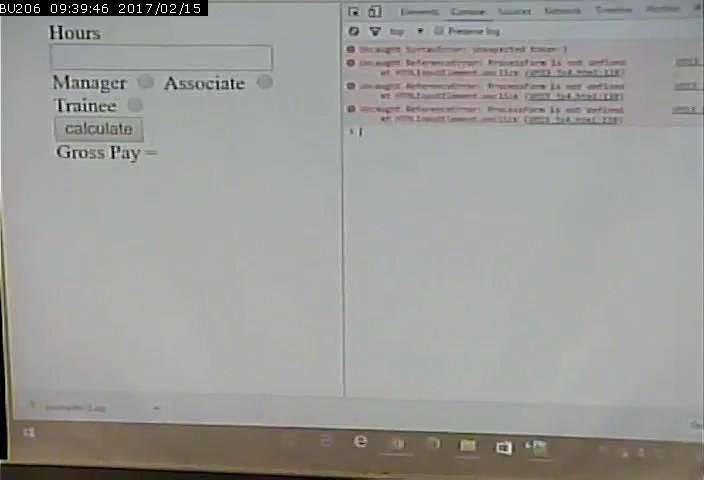 BU206 09:39:46 2017/02/15
Elements Console Sources Network Timeline
top Preserve log
Hours
Manager Associate
Trainee
calculate
Gross Pay =
Uncaught SyntaxError: Unexpected token
Uncaught ReferenceError: ProcessForm is not defined
at HTMLInputElement.onclick
Uncaught ReferenceError: ProcessForm is not defined
at HTMLInputElement.onclick
Uncaught ReferenceError: ProcessForm is not defined
at HTMLInputElement.onclick